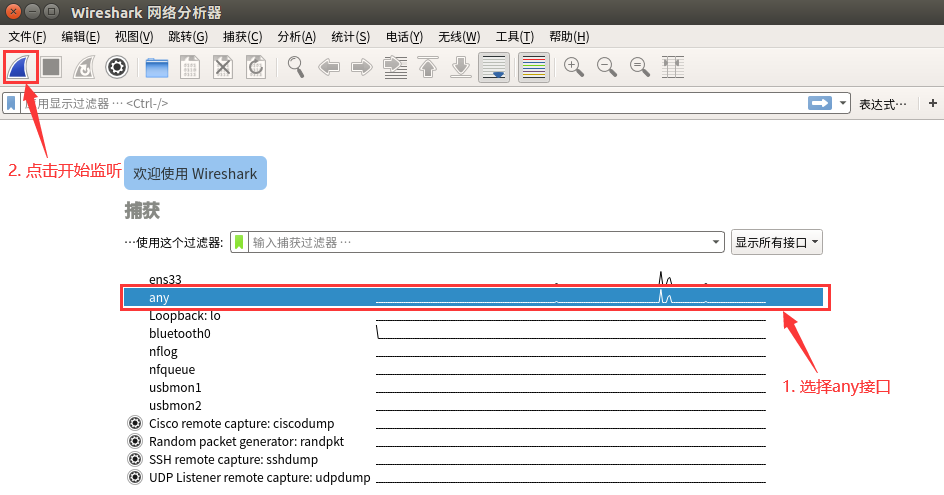 Wireshark 网络分析器
文件(F) 编辑(E) 视图(V) 跳转(G) 捕获(C) 分析(A) 统计(S) 电话(Y) 无线(W) 工具(T) 帮助(H)
应用显示过滤器 … <Ctrl-/> 表达式… +
2. 点击开始监听
欢迎使用 Wireshark
捕获
…使用这个过滤器: 输入捕获过滤器 … 显示所有接口
ens33
any
Loopback: lo
bluetooth0
nflog
nfqueue
1. 选择any接口
usbmon1
usbmon2
Cisco remote capture: ciscodump
Random packet generator: randpkt
SSH remote capture: sshdump
UDP Listener remote capture: udpdump